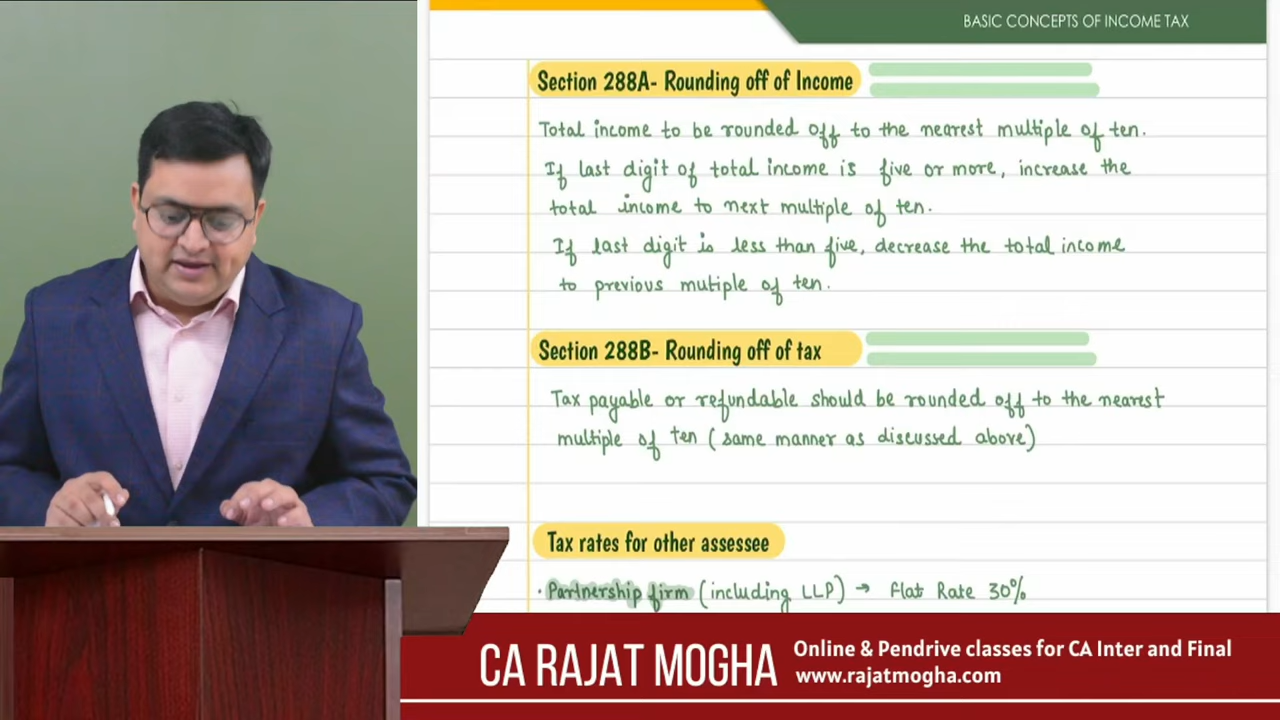 BASIC CONCEPTS OF INCOME TAX
Section 288A- Rounding off of Income
Total income to be rounded off to the nearest multiple of ten.
If last digit of total income is five or more, increase the
total income to next multiple of ten.
If last digit is less than five, decrease the total income
to previous mutiple of ten.
Section 288B- Rounding off of tax
Tax payable or refundable should be rounded off to the nearest
multiple of ten (same manner as discussed above)
Tax rates for other assessee
· Partnership firm (including LLP) → Flat Rate 30%
CA RAJAT MOGHA
Online & Pendrive classes for CA Inter and Final
www.rajatmogha.com